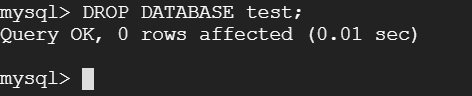 mysql> DROP DATABASE test;
Query OK, 0 rows affected (0.01 sec)
mysql>